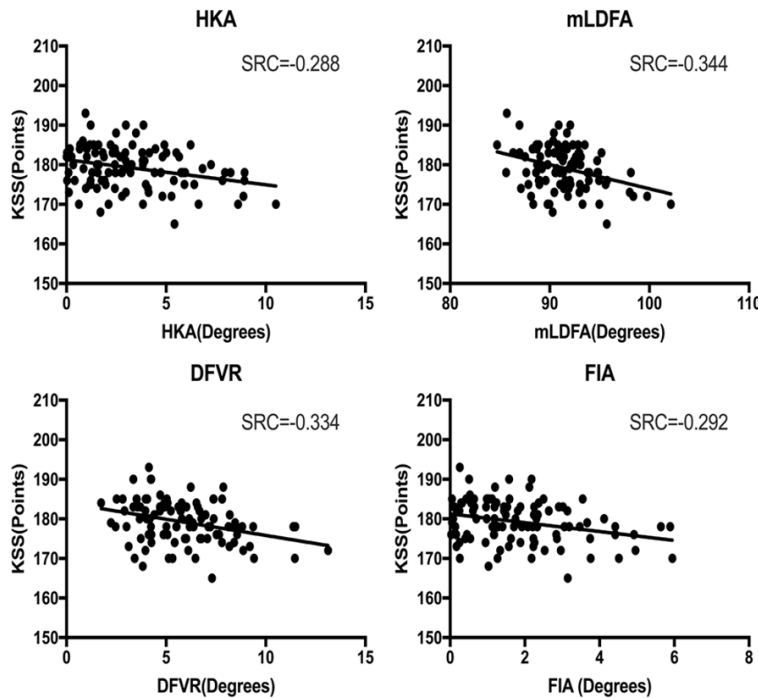 HKA
SRC=-0.288
KSS(Points)
210
200
190
180
170
160
150
0 5 10 15
HKA(Degrees)
mLDFA
SRC=-0.344
KSS(Points)
210
200
190
180
170
160
150
80 90 100 110
mLDFA(Degrees)
DFVR
SRC=-0.334
KSS(Points)
210
200
190
180
170
160
150
0 5 10 15
DFVR(Degrees)
FIA
SRC=-0.292
KSS(Points)
210
200
190
180
170
160
150
0 2 4 6 8
FIA (Degrees)